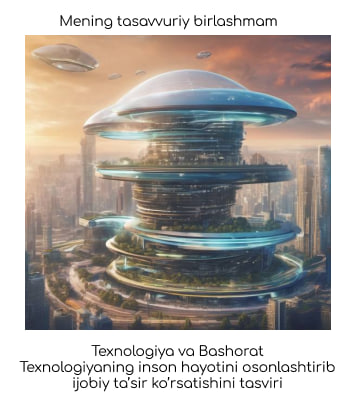 Mening tasavvuriy birlashmam
Texnologiya va Bashorat
Texnologiyaning inson hayotini osonlashtirib
ijobiy ta'sir ko'rsatishini tasviri